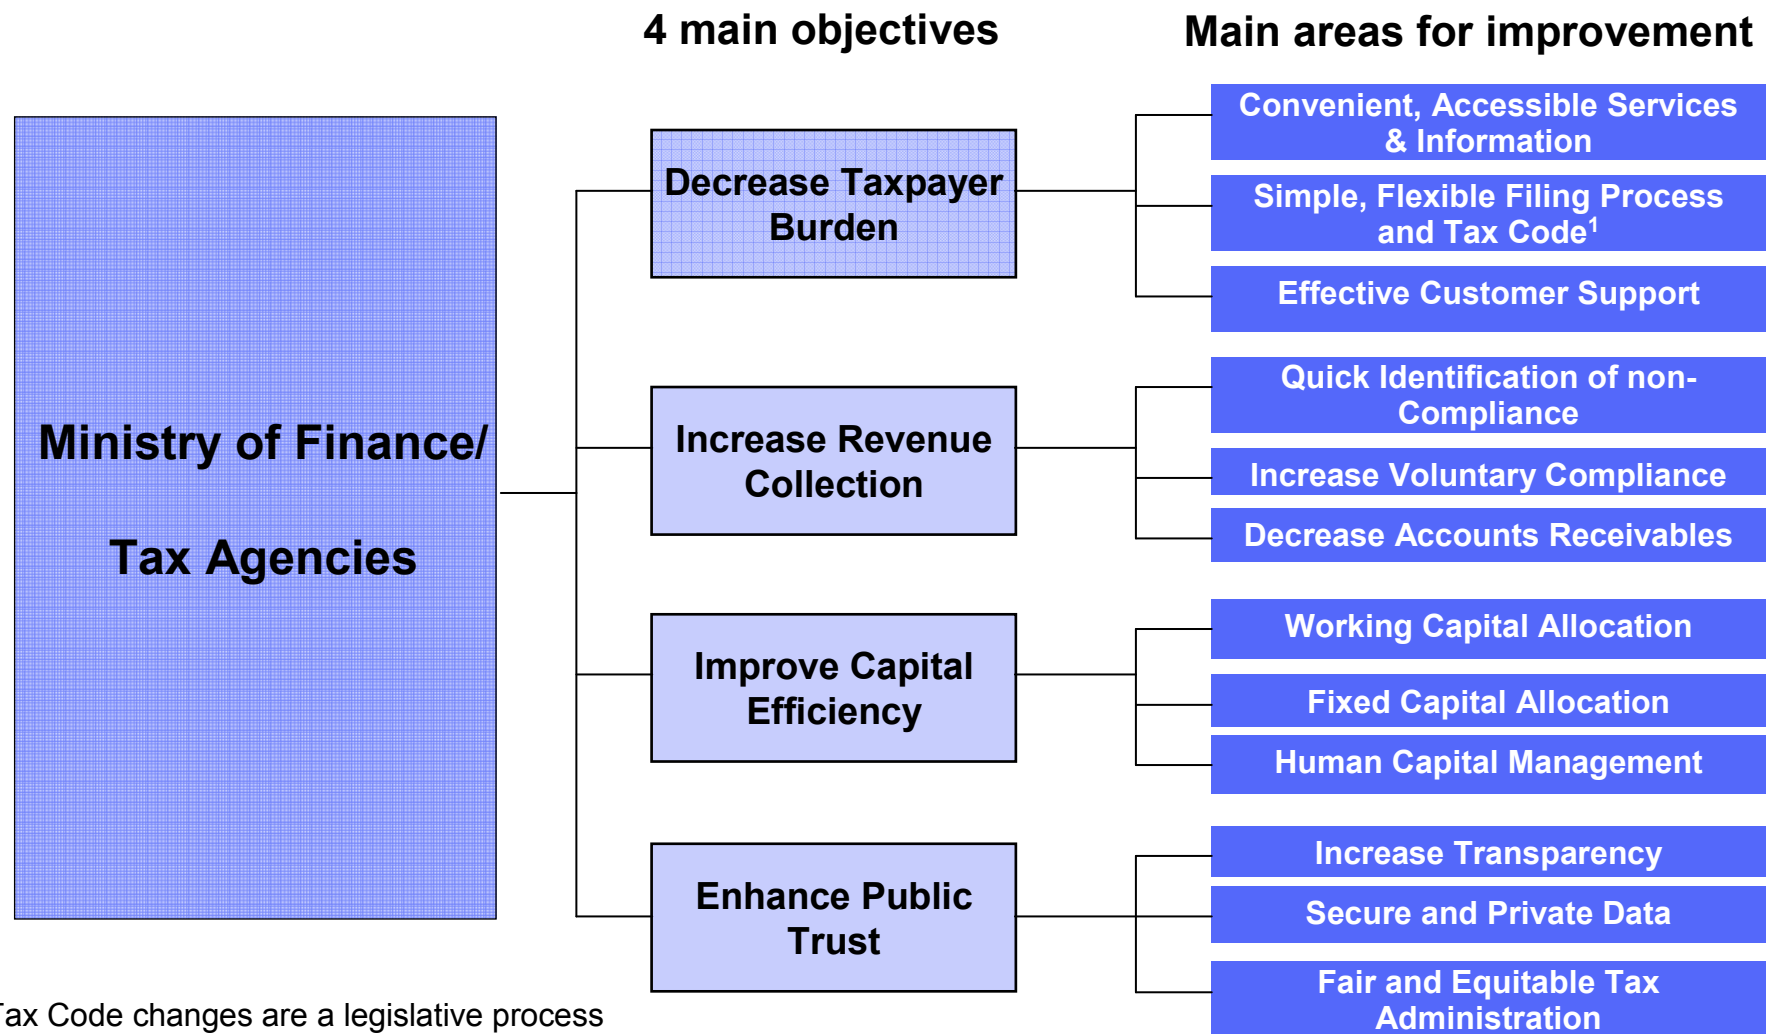 4 main objectives
Main areas for improvement
Ministry of Finance/
Tax Agencies
Decrease Taxpayer
Burden
Convenient, Accessible Services
& Information
Simple, Flexible Filing Process
and Tax Code¹
Effective Customer Support
Increase Revenue
Collection
Quick Identification of non-
Compliance
Increase Voluntary Compliance
Decrease Accounts Receivables
Improve Capital
Efficiency
Working Capital Allocation
Fixed Capital Allocation
Human Capital Management
Enhance Public
Trust
Increase Transparency
Secure and Private Data
Fair and Equitable Tax
Administration
Tax Code changes are a legislative process